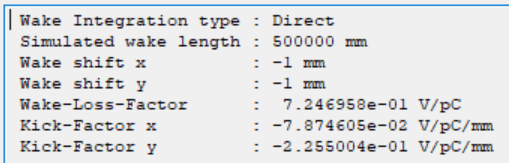 Wake Integration type : Direct
Simulated wake length : 500000 mm
Wake shift x : -1 mm
Wake shift y : -1 mm
Wake-Loss-Factor : 7.246958e-01 V/pC
Kick-Factor x : -7.874605e-02 V/pC/mm
Kick-Factor y : -2.255004e-01 V/pC/mm